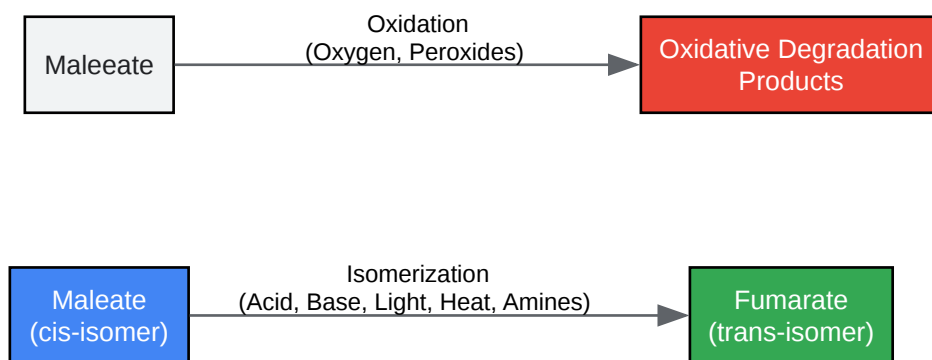 Oxidation
(Oxygen, Peroxides)
Maleeate
Oxidative Degradation
Products
Isomerization
(Acid, Base, Light, Heat, Amines)
Maleate
(cis-isomer)
Fumarate
(trans-isomer)